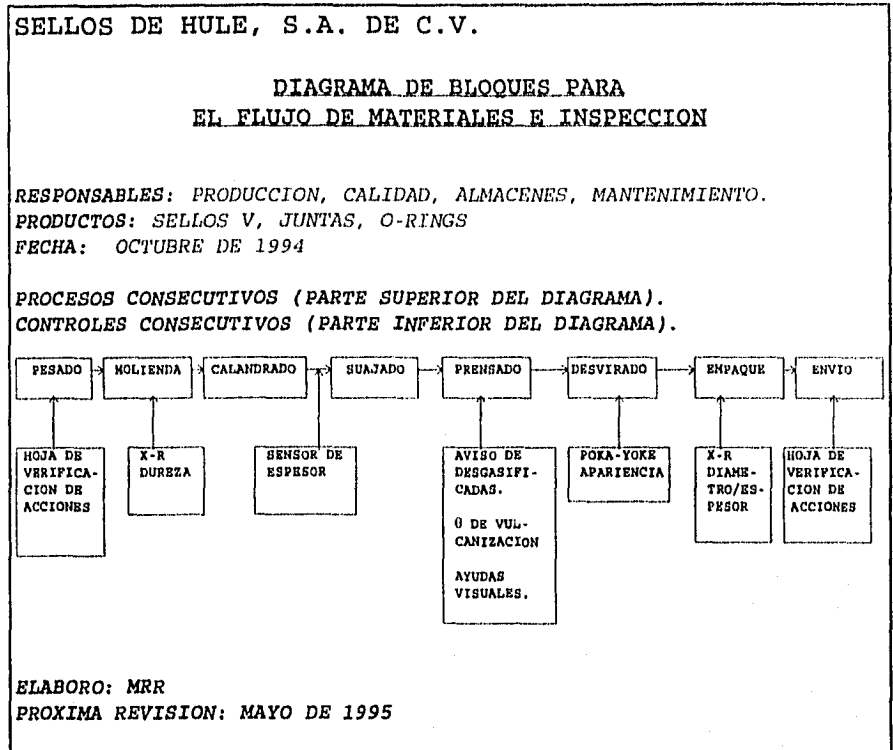 SELLOS DE HULE, S.A. DE C.V.
DIAGRAMA DE BLOQUES PARA
EL FLUJO DE MATERIALES E INSPECCION
RESPONSABLES: PRODUCCION, CALIDAD, ALMACENES, MANTENIMIENTO.
PRODUCTOS: SELLOS V, JUNTAS, O-RINGS
FECHA: OCTUBRE DE 1994
PROCESOS CONSECUTIVOS (PARTE SUPERIOR DEL DIAGRAMA).
CONTROLES CONSECUTIVOS (PARTE INFERIOR DEL DIAGRAMA).
PESADO MOLIENDA CALANDRADO SUAJADO PRENSADO DESVIRADO EMPAQUE ENVIO
HOJA DE
VERIFICA-
CION DE
ACCIONES
X-R
DUREZA
SENSOR DE
ESPESOR
AVISO DE
DESGASIFI-
CADAS.
θ DE VUL-
CANIZACION
AYUDAS
VISUALES.
POKA-YOKE
APARIENCIA
X-R
DIAME-
TRO/ES-
PESOR
HOJA DE
VERIFICA-
CION DE
ACCIONES
ELABORO: MRR
PROXIMA REVISION: MAYO DE 1995